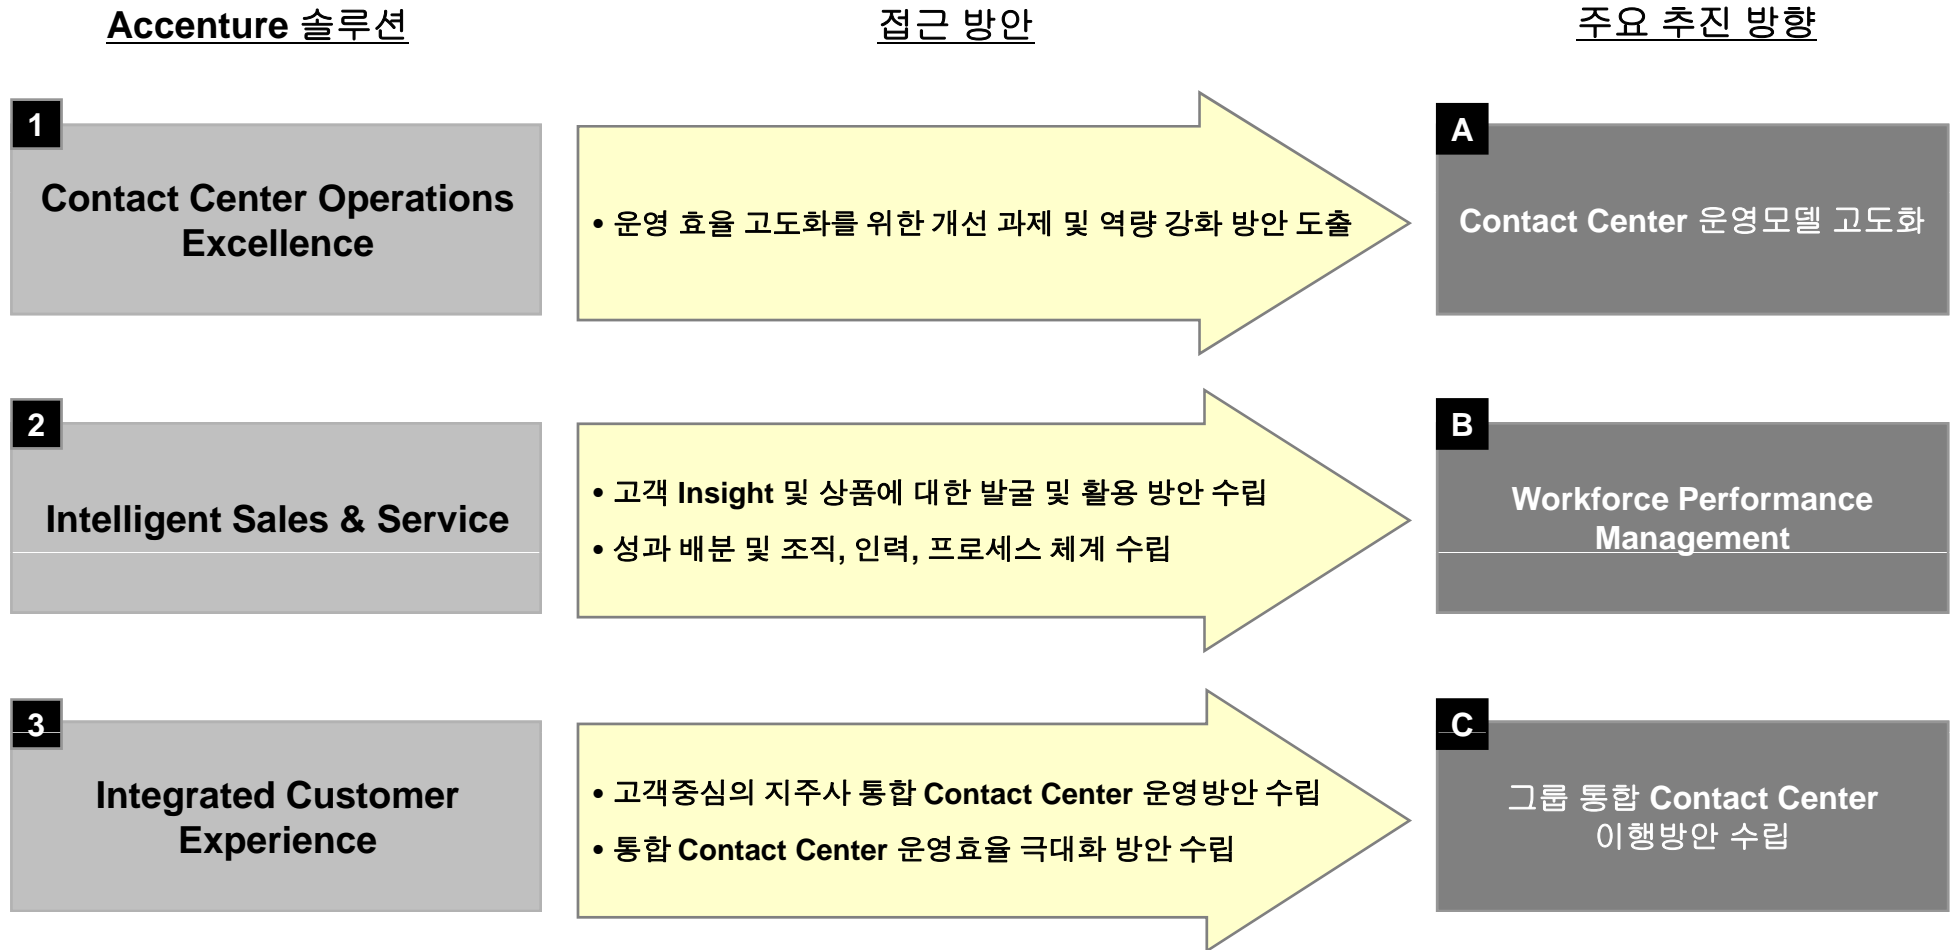 Accenture 솔루션
접근 방안
주요 추진 방향
1
Contact Center Operations
Excellence
• 운영 효율 고도화를 위한 개선 과제 및 역량 강화 방안 도출
A
Contact Center 운영모델 고도화
2
Intelligent Sales & Service
• 고객 Insight 및 상품에 대한 발굴 및 활용 방안 수립
• 성과 배분 및 조직, 인력, 프로세스 체계 수립
B
Workforce Performance
Management
3
Integrated Customer
Experience
• 고객중심의 지주사 통합 Contact Center 운영방안 수립
• 통합 Contact Center 운영효율 극대화 방안 수립
C
그룹 통합 Contact Center
이행방안 수립